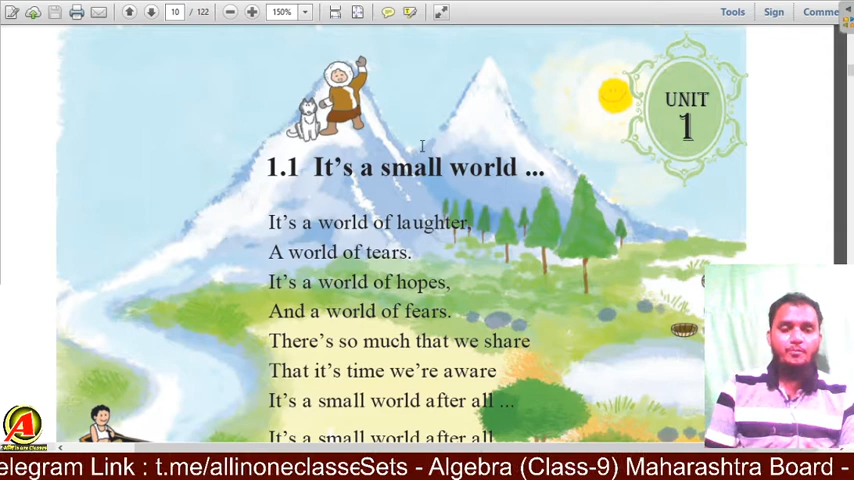 10 / 122
150%
Tools
Sign
Comme
UNIT
1
1.1 It's a small world ...
It's a world of laughter,
A world of tears.
It's a world of hopes,
And a world of fears.
There's so much that we share
That it's time we're aware
It's a small world after all ...
It's a small world after all
A
elegram Link : t.me/allinoneclasseSets - Algebra (Class-9) Maharashtra Board -